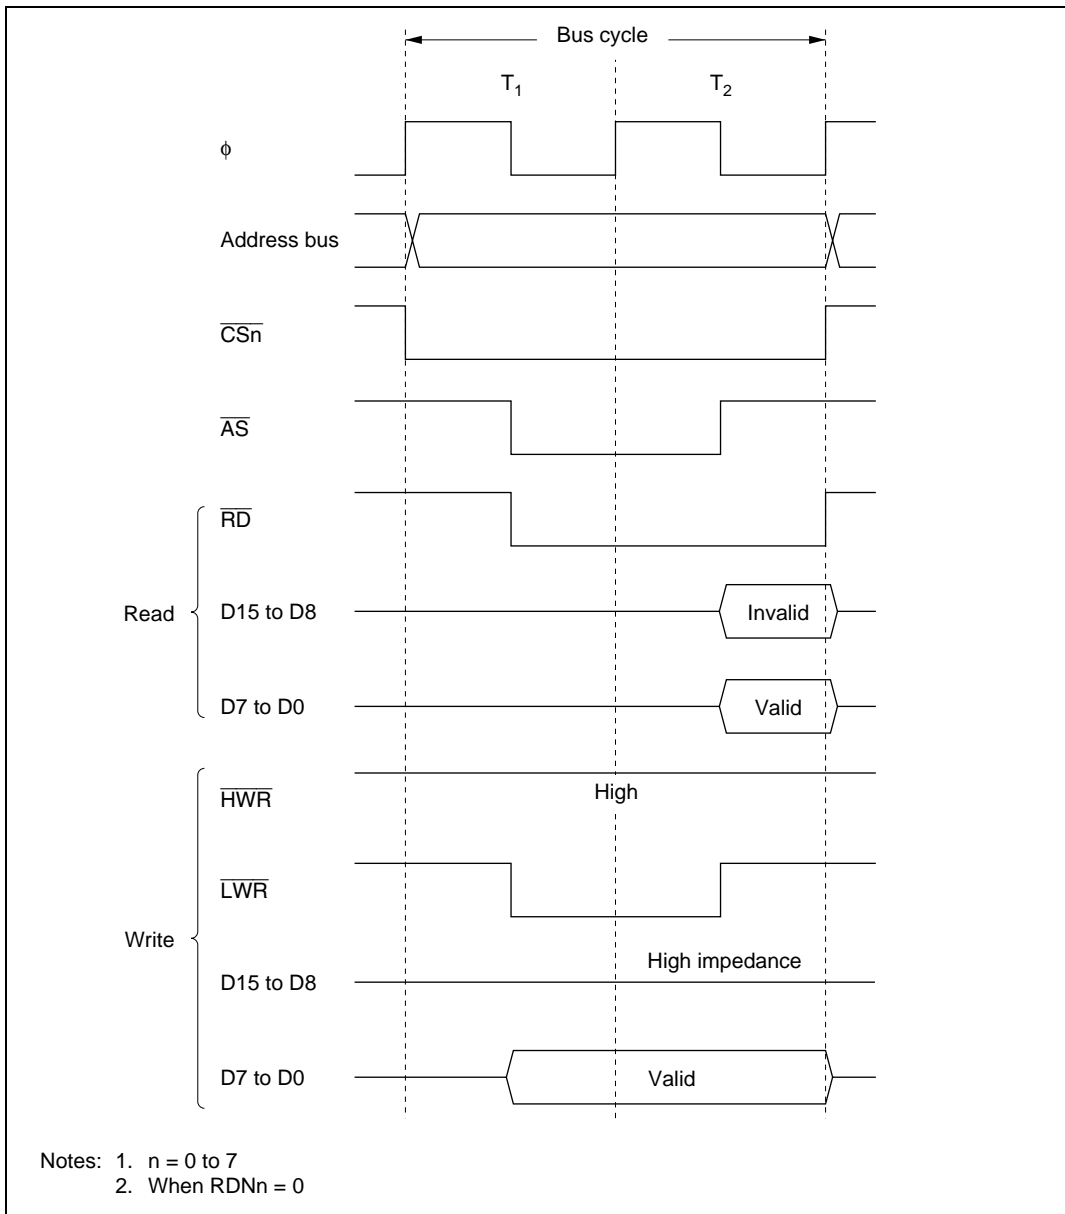 Bus cycle
T1 T2
ϕ
Address bus
CSn
AS
RD
Read
D15 to D8 Invalid
D7 to D0 Valid
HWR
High
LWR
Write
High impedance
D15 to D8
D7 to D0 Valid
Notes: 1. n = 0 to 7
2. When RDNn = 0